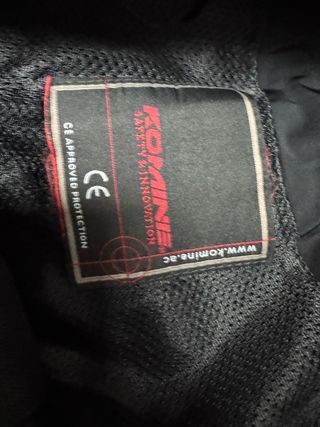 KOMINE
SAFETY & INNOVATION
CE
CE APPROVED PROTECTION
www.komine.ac